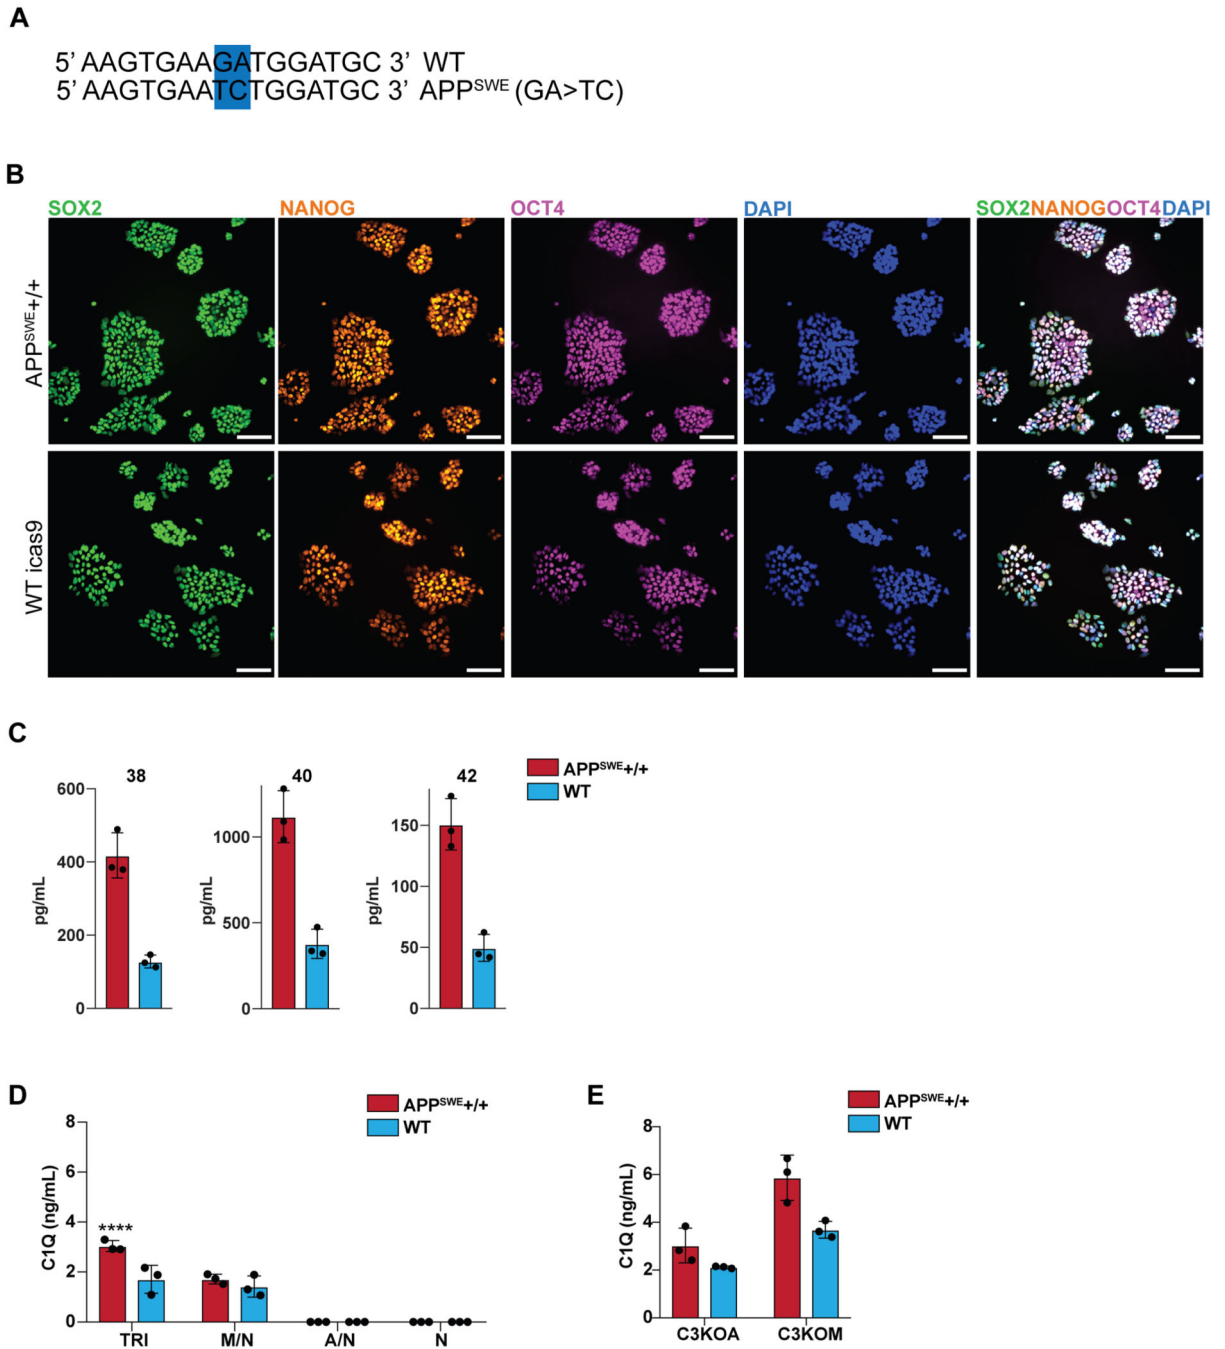 A
5’ AAGTGAAGATGGATGC 3’ WT
5’ AAGTGAATCTGGATGC 3’ APPSWE (GA>TC)
B
SOX2 NANOG OCT4 DAPI SOX2NANOGOCT4DAPI
APPSWE+/+
WT icas9
C
38 40 42
APPSWE+/+
WT
pg/mL
600
400
200
0
pg/mL
1000
500
0
pg/mL
150
100
50
0
D
APPSWE+/+
WT
C1Q (ng/mL)
8
6
4
2
0
****
TRI M/N A/N N
E
APPSWE+/+
WT
C1Q (ng/mL)
8
6
4
2
0
C3KOA C3KOM